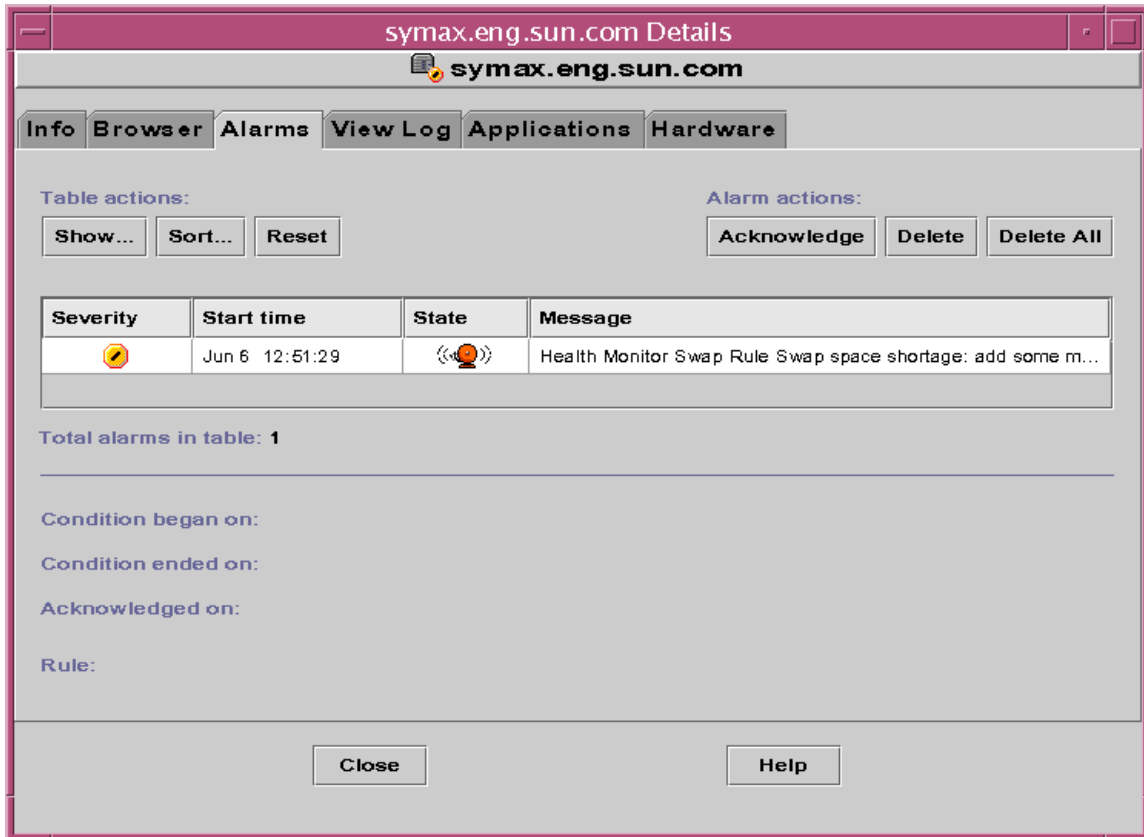 symax.eng.sun.com Details
symax.eng.sun.com
Info Browser Alarms View Log Applications Hardware
Table actions: Alarm actions:
Show... Sort... Reset Acknowledge Delete Delete All
Severity Start time State Message
Jun 6 12:51:29 Health Monitor Swap Rule Swap space shortage: add some m...
Total alarms in table: 1
Condition began on:
Condition ended on:
Acknowledged on:
Rule:
Close Help